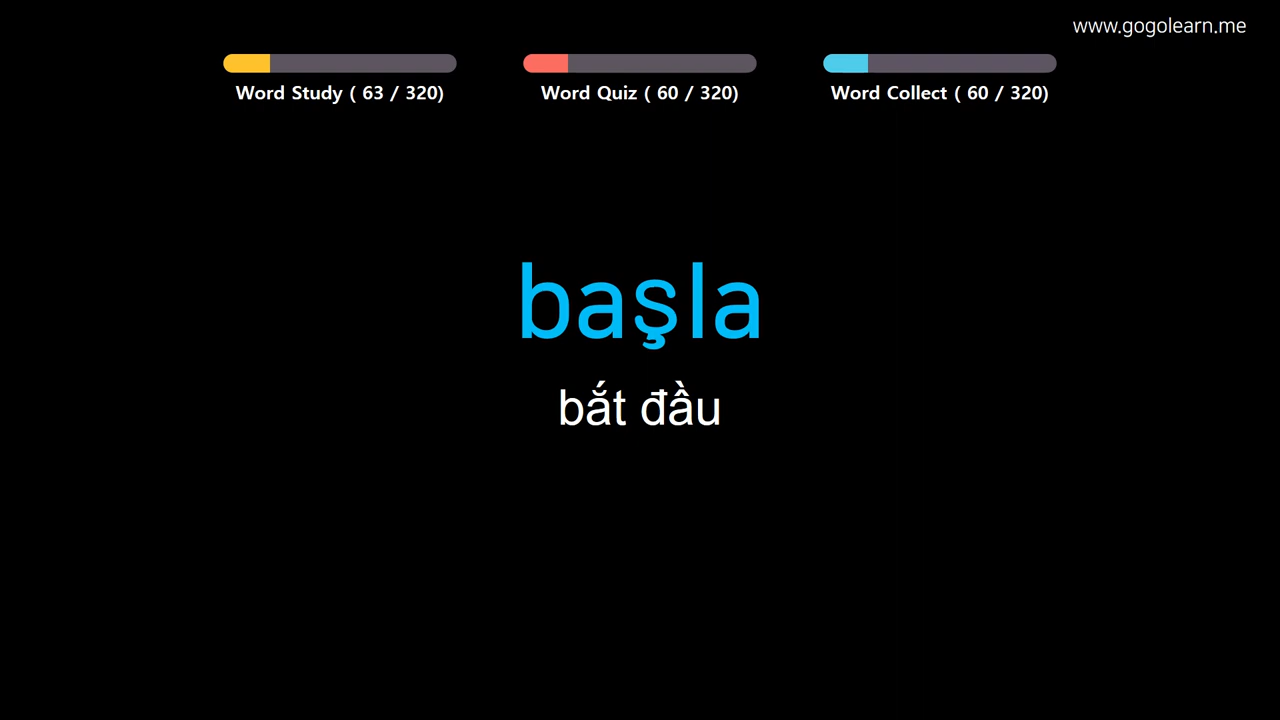 www.gogolearn.me
Word Study ( 63 / 320)
Word Quiz ( 60 / 320)
Word Collect ( 60 / 320)
başla
bắt đầu